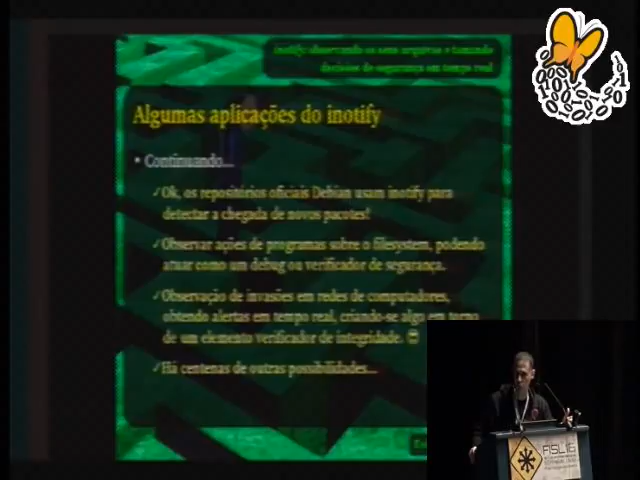 inotify: observando os seus arquivos e tomando
decisões de segurança em tempo real
Algumas aplicações do inotify
• Continuando...
✓Ok, os repositórios oficiais Debian usam inotify para
detectar a chegada de novos pacotes!
✓Observar ações de programas sobre o filesystem, podendo
atuar como um debug ou verificador de segurança.
✓Observação de invasões em redes de computadores,
obtendo alertas em tempo real, criando-se algo em torno
de um elemento verificador de integridade.
✓Há centenas de outras possibilidades...
FISL16